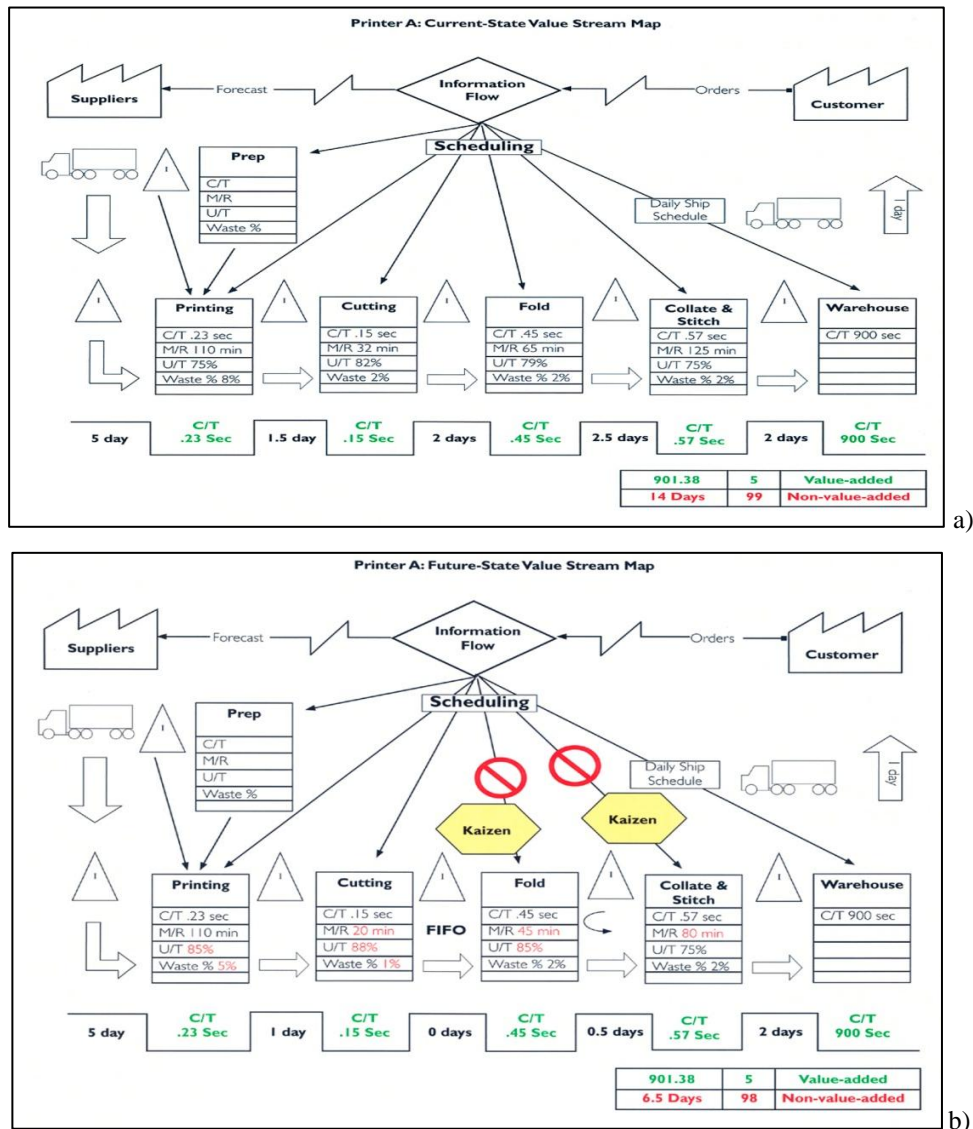 Printer A: Current-State Value Stream Map
Suppliers
Forecast
Information
Flow
Orders
Customer
Scheduling
I
Prep
C/T
M/R
U/T
Waste %
Daily Ship
Schedule
1 day
I
Printing
C/T .23 sec
M/R 110 min
U/T 75%
Waste % 8%
I
Cutting
C/T .15 sec
M/R 32 min
U/T 82%
Waste 2%
I
Fold
C/T .45 sec
M/R 65 min
U/T 79%
Waste % 2%
I
Collate &
Stitch
C/T .57 sec
M/R 125 min
U/T 75%
Waste % 2%
I
Warehouse
C/T 900 sec
5 day
C/T
.23 Sec
1.5 day
C/T
.15 Sec
2 days
C/T
.45 Sec
2.5 days
C/T
.57 Sec
2 days
C/T
900 Sec
901.38 5 Value-added
14 Days 99 Non-value-added
a)
Printer A: Future-State Value Stream Map
Suppliers
Forecast
Information
Flow
Orders
Customer
Scheduling
I
Prep
C/T
M/R
U/T
Waste %
Daily Ship
Schedule
1 day
Kaizen
Kaizen
I
Printing
C/T .23 sec
M/R 110 min
U/T 85%
Waste % 5%
I
Cutting
C/T .15 sec
M/R 20 min
U/T 88%
Waste % 1%
I
FIFO
Fold
C/T .45 sec
M/R 45 min
U/T 85%
Waste % 2%
I
Collate &
Stitch
C/T .57 sec
M/R 80 min
U/T 75%
Waste % 2%
I
Warehouse
C/T 900 sec
5 day
C/T
.23 Sec
1 day
C/T
.15 Sec
0 days
C/T
.45 Sec
0.5 days
C/T
.57 Sec
2 days
C/T
900 Sec
901.38 5 Value-added
6.5 Days 98 Non-value-added
b)